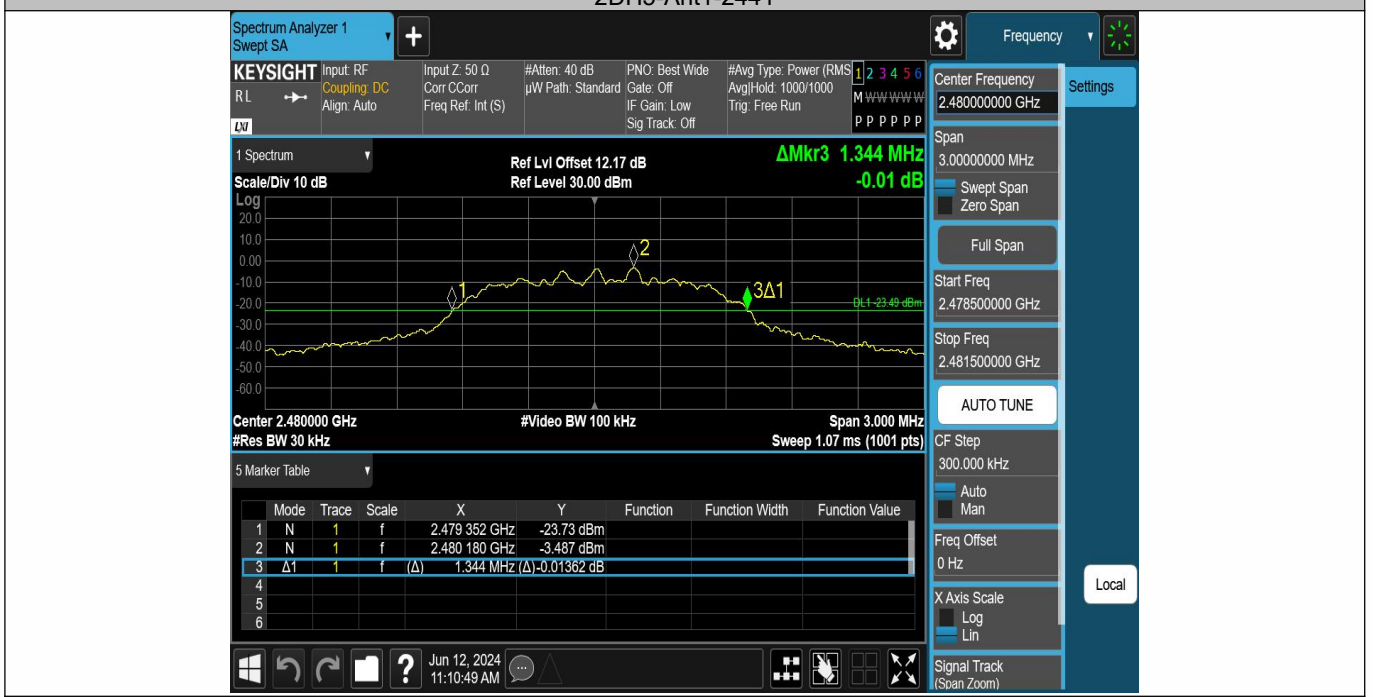 2DH5-Ant1-2441
Spectrum Analyzer 1
Swept SA
+
Frequency
KEYSIGHT
RL
LXI
Input: RF
Coupling: DC
Align: Auto
Input Z: 50 Ω
Corr CCorr
Freq Ref: Int (S)
#Atten: 40 dB
µW Path: Standard
PNO: Best Wide
Gate: Off
IF Gain: Low
Sig Track: Off
#Avg Type: Power (RMS
Avg|Hold: 1000/1000
Trig: Free Run
1 2 3 4 5 6
M W W W W W
P P P P P P
1 Spectrum
Ref Lvl Offset 12.17 dB
ΔMkr3 1.344 MHz
Scale/Div 10 dB
Ref Level 30.00 dBm
-0.01 dB
Log
20.0
10.0
0.00
-10.0
-20.0
-30.0
-40.0
-50.0
-60.0
1
2
3Δ1
DL1 -23.49 dBm
Center 2.480000 GHz
#Video BW 100 kHz
Span 3.000 MHz
#Res BW 30 kHz
Sweep 1.07 ms (1001 pts)
5 Marker Table
Mode Trace Scale X Y Function Function Width Function Value
1 N 1 f 2.479 352 GHz -23.73 dBm
2 N 1 f 2.480 180 GHz -3.487 dBm
3 Δ1 1 f (Δ) 1.344 MHz (Δ)-0.01362 dB
4
5
6
?
Jun 12, 2024
11:10:49 AM
Center Frequency
2.480000000 GHz
Settings
Span
3.00000000 MHz
Swept Span
Zero Span
Full Span
Start Freq
2.478500000 GHz
Stop Freq
2.481500000 GHz
AUTO TUNE
CF Step
300.000 kHz
Auto
Man
Freq Offset
0 Hz
Local
X Axis Scale
Log
Lin
Signal Track
(Span Zoom)